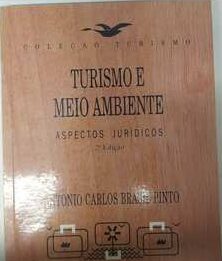 COLEÇÃO TURISMO
TURISMO E
MEIO AMBIENTE
ASPECTOS JURÍDICOS
2ª Edição
ANTONIO CARLOS BRASIL PINTO